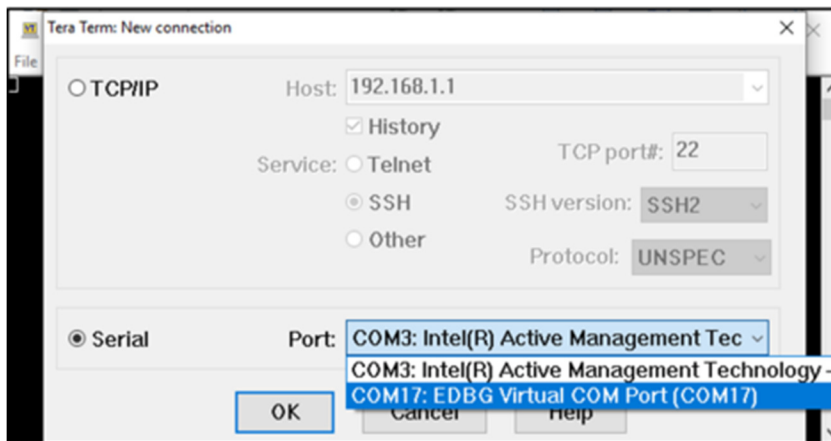 Tera Term: New connection
File
TCP/IP
Host: 192.168.1.1
History
Service: Telnet
TCP port#: 22
SSH
SSH version: SSH2
Other
Protocol: UNSPEC
Serial
Port: COM3: Intel(R) Active Management Tec
COM3: Intel(R) Active Management Technology -
COM17: EDBG Virtual COM Port (COM17)
OK
Cancel
Help